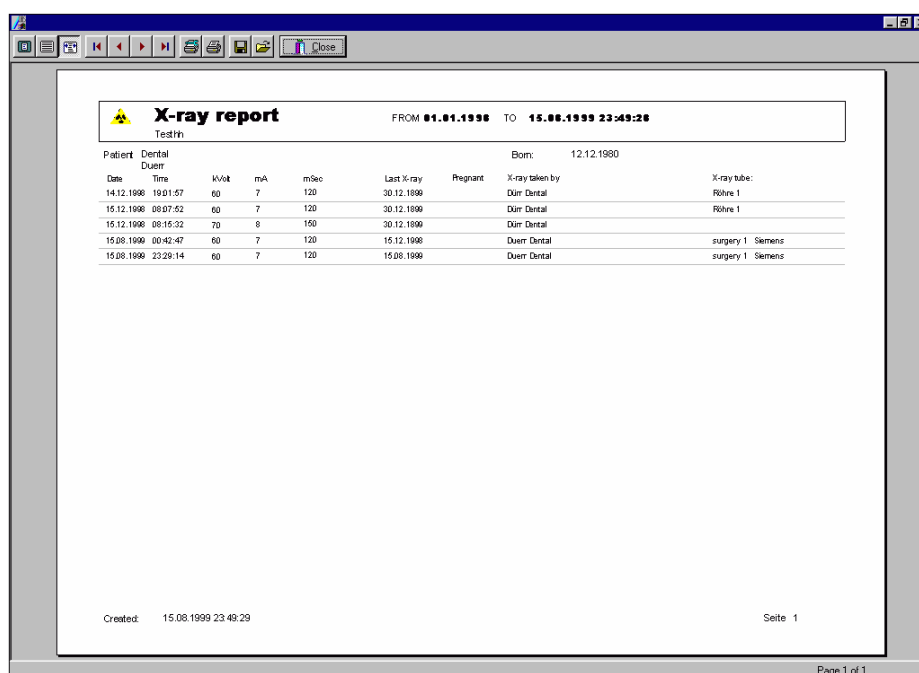 Close
X-ray report FROM 01.01.1996 TO 15.08.1999 23:49:28
Testhh
Patient Dental Born: 12.12.1980
Duerr
Date Time kVolt mA mSec Last X-ray Pregnant X-ray taken by X-ray tube:
14.12.1998 19:01:57 60 7 120 30.12.1899 Dürr Dental Röhre 1
15.12.1998 08:07:52 60 7 120 30.12.1899 Dürr Dental Röhre 1
15.12.1998 08:15:32 70 8 150 30.12.1899 Dürr Dental
15.08.1999 00:42:47 60 7 120 15.12.1998 Duerr Dental surgery 1 Siemens
15.08.1999 23:29:14 60 7 120 15.08.1999 Duerr Dental surgery 1 Siemens
Created: 15.08.1999 23:49:29 Seite 1
Page 1 of 1